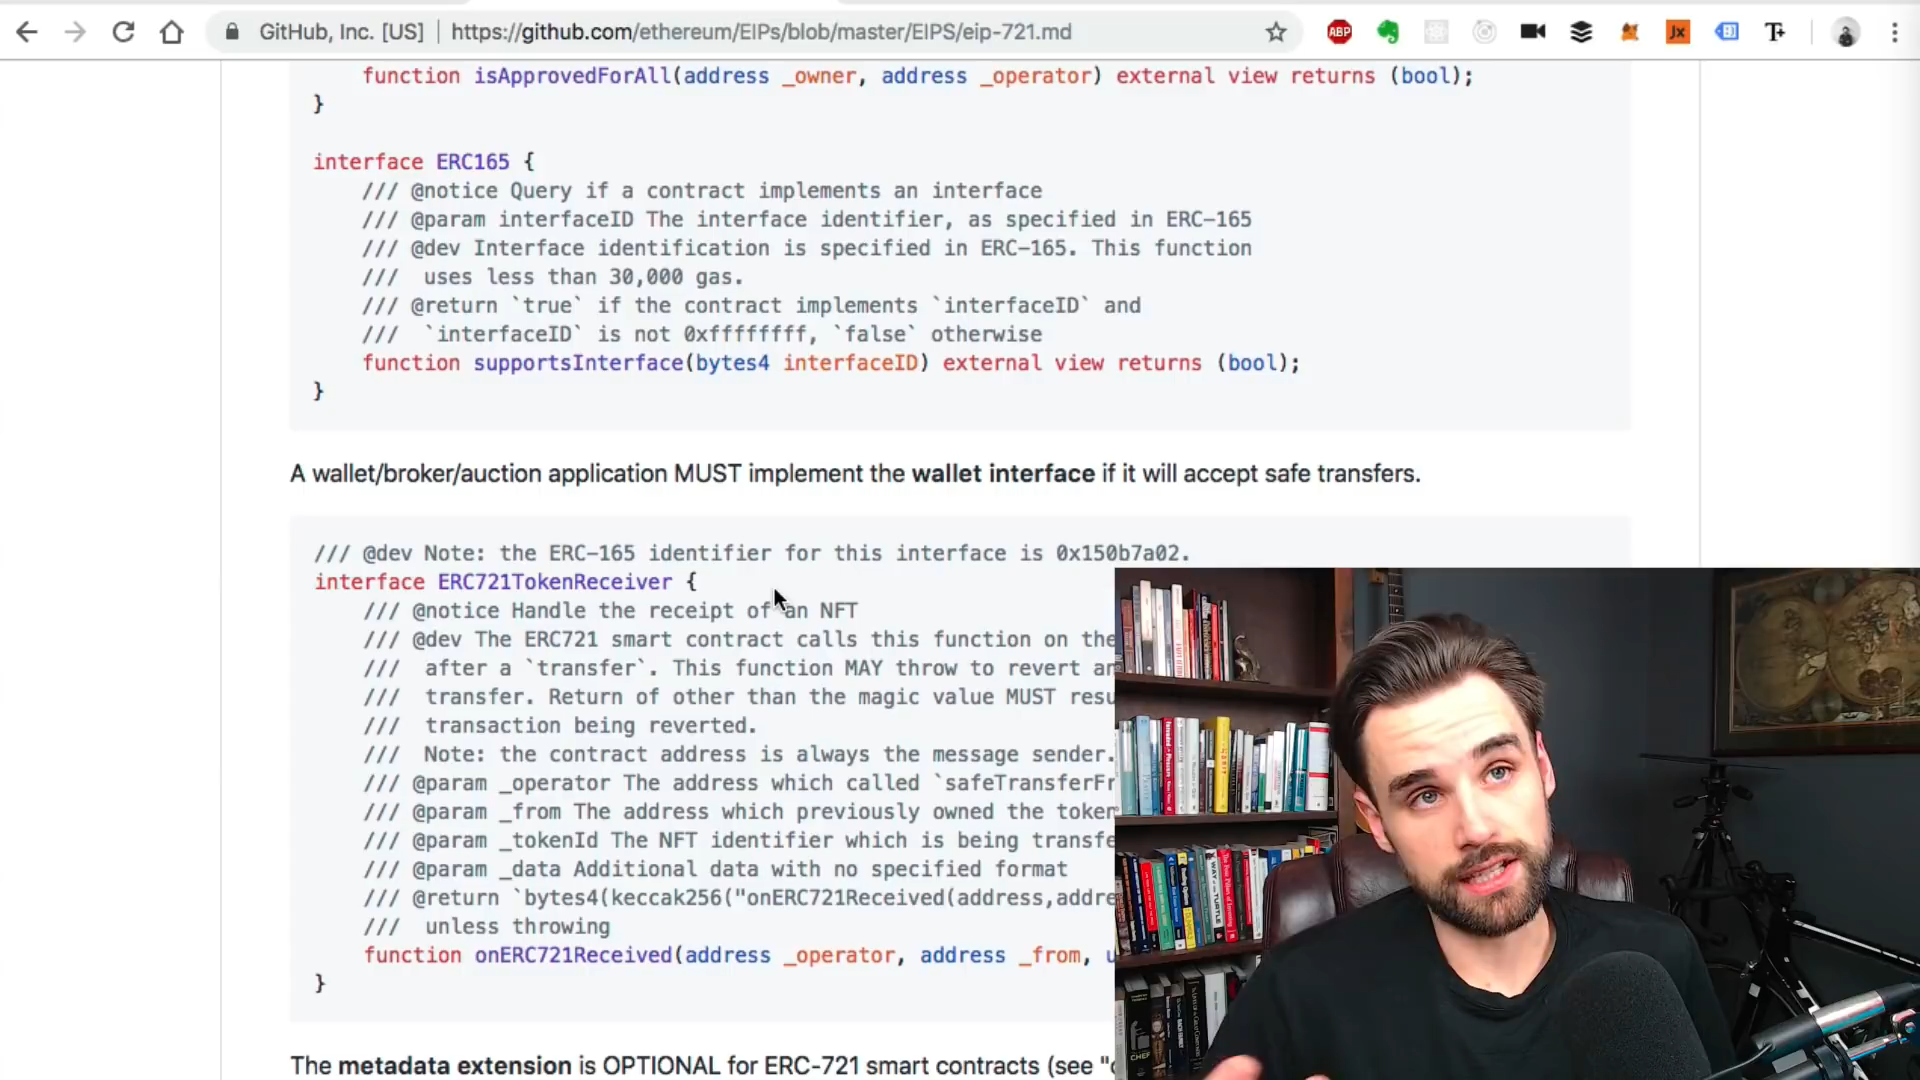 GitHub, Inc. [US] | https://github.com/ethereum/EIPs/blob/master/EIPS/eip-721.md
ABP
Jx
function isApprovedForAll(address _owner, address _operator) external view returns (bool);
}
interface ERC165 {
/// @notice Query if a contract implements an interface
/// @param interfaceID The interface identifier, as specified in ERC-165
/// @dev Interface identification is specified in ERC-165. This function
///  uses less than 30,000 gas.
/// @return `true` if the contract implements `interfaceID` and
///  `interfaceID` is not 0xffffffff, `false` otherwise
function supportsInterface(bytes4 interfaceID) external view returns (bool);
}
A wallet/broker/auction application MUST implement the wallet interface if it will accept safe transfers.
/// @dev Note: the ERC-165 identifier for this interface is 0x150b7a02.
interface ERC721TokenReceiver {
/// @notice Handle the receipt of an NFT
/// @dev The ERC721 smart contract calls this function on the
///  after a `transfer`. This function MAY throw to revert an
///  transfer. Return of other than the magic value MUST resu
///  transaction being reverted.
///  Note: the contract address is always the message sender.
/// @param _operator The address which called `safeTransferFr
/// @param _from The address which previously owned the token
/// @param _tokenId The NFT identifier which is being transfe
/// @param _data Additional data with no specified format
/// @return `bytes4(keccak256("onERC721Received(address,addre
///  unless throwing
function onERC721Received(address _operator, address _from, u
}
The metadata extension is OPTIONAL for ERC-721 smart contracts (see "c